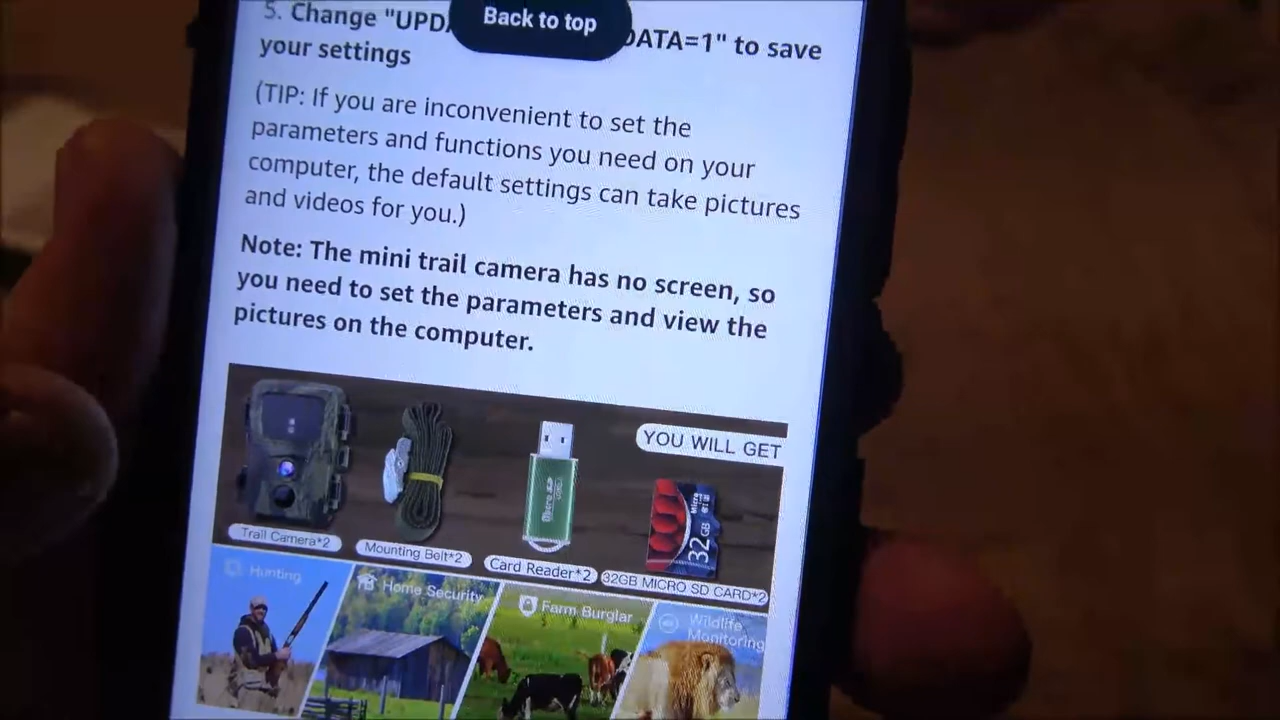 Back to top
5. Change "UPD DATA=1" to save
your settings
(TIP: If you are inconvenient to set the
parameters and functions you need on your
computer, the default settings can take pictures
and videos for you.)
Note: The mini trail camera has no screen, so
you need to set the parameters and view the
pictures on the computer.
YOU WILL GET
Micro
32 GB
Trail Camera*2
Mounting Belt*2
Card Reader*2
32GB MICRO SD CARD*2
Hunting
Home Security
Farm Burglar
Wildlife
Monitoring